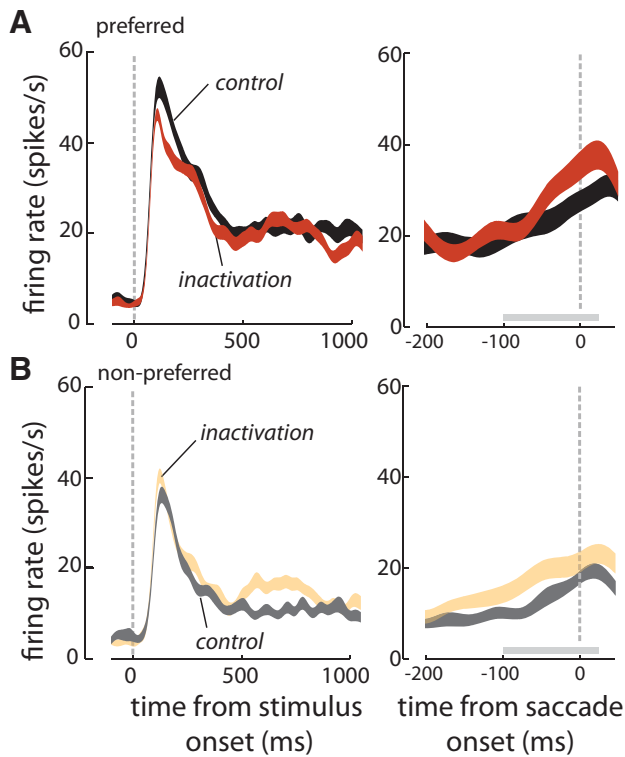 A
preferred
firing rate (spikes/s)
60
40
20
0
control
inactivation
0
500
1000
60
40
20
0
-200
-100
0
B
non-preferred
firing rate (spikes/s)
60
40
20
0
inactivation
control
0
500
1000
time from stimulus
onset (ms)
60
40
20
0
-200
-100
0
time from saccade
onset (ms)